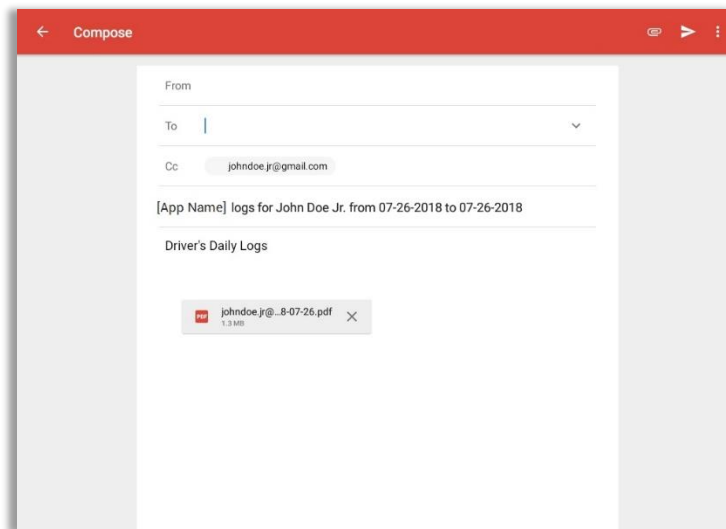 Compose
From
To
Cc johndoe.jr@gmail.com
[App Name] logs for John Doe Jr. from 07-26-2018 to 07-26-2018
Driver's Daily Logs
PDF johndoe.jr@...8-07-26.pdf
1.3 MB